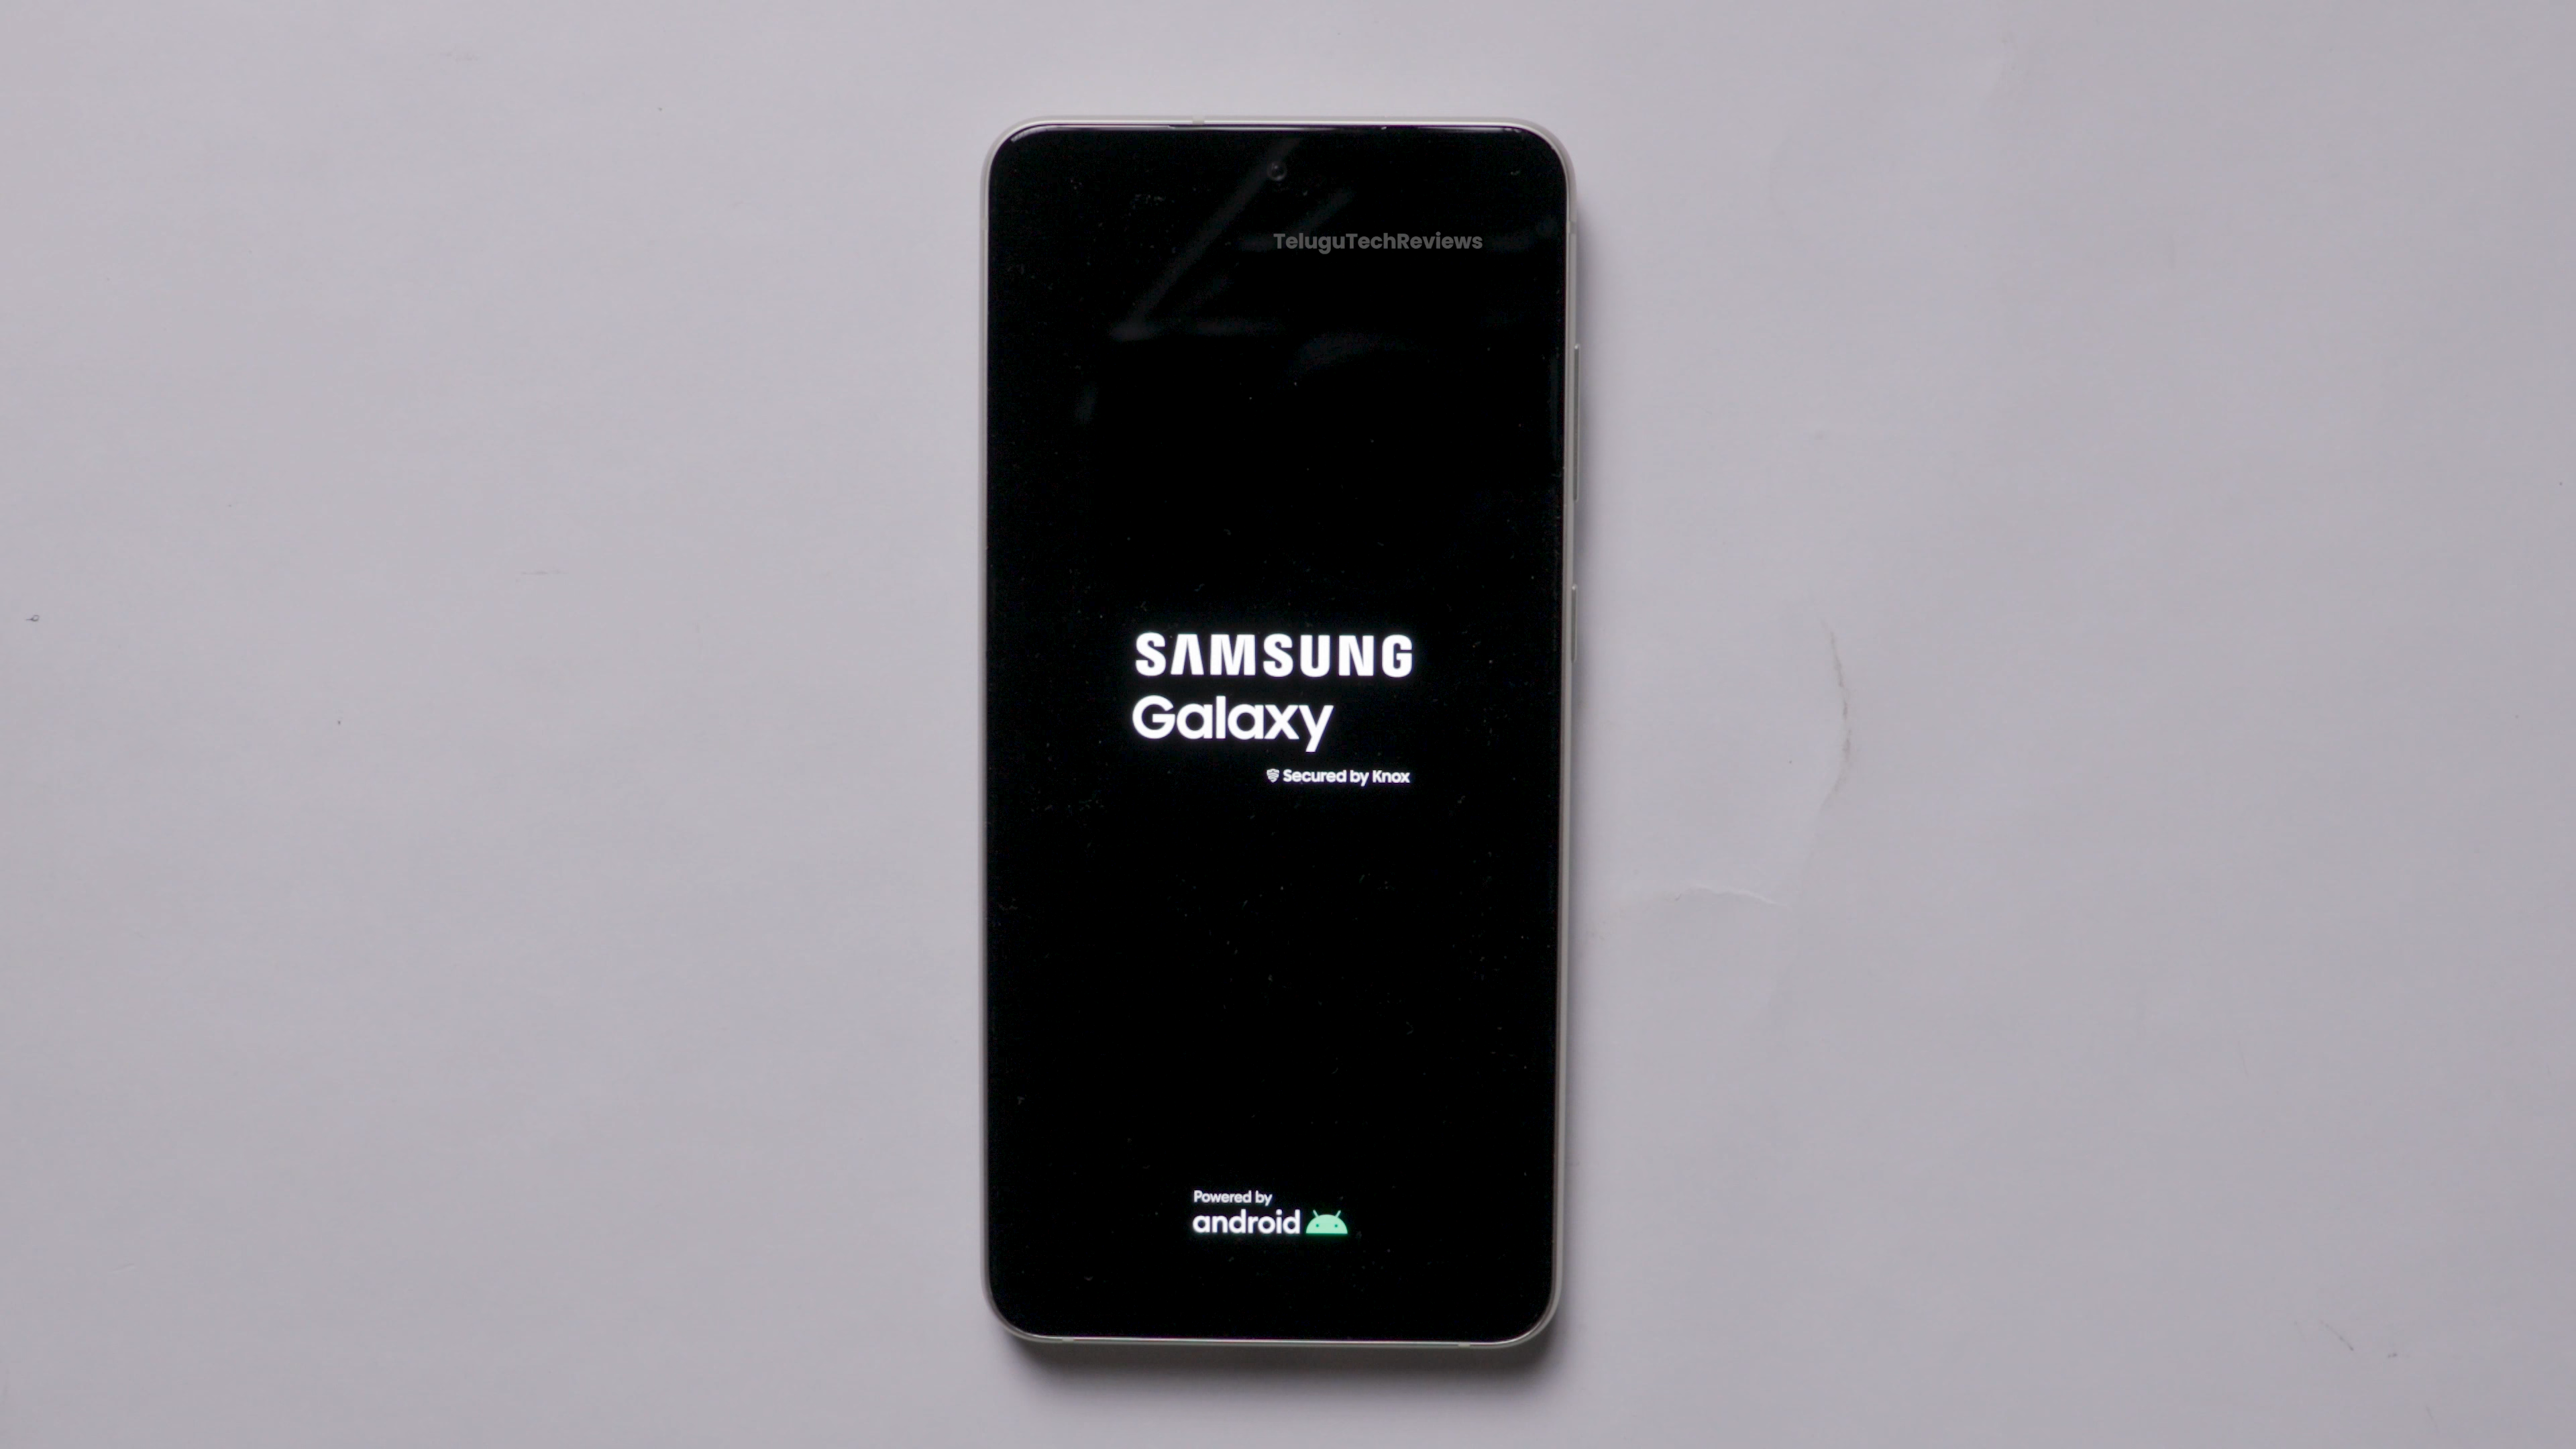 TeluguTechReviews
SAMSUNG
Galaxy
Secured by Knox
Powered by
android